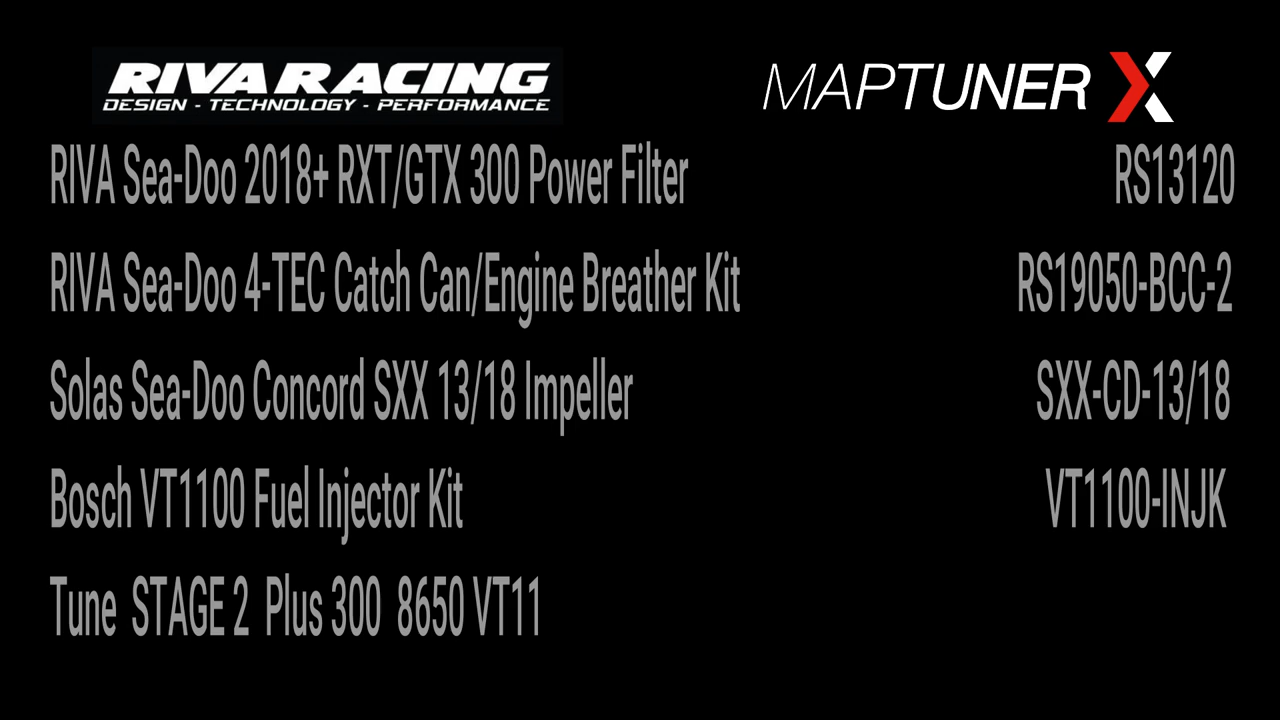 RIVA RACING MAPTUNER X
DESIGN - TECHNOLOGY - PERFORMANCE
RIVA Sea-Doo 2018+ RXT/GTX 300 Power Filter RS13120
RIVA Sea-Doo 4-TEC Catch Can/Engine Breather Kit RS19050-BCC-2
Solas Sea-Doo Concord SXX 13/18 Impeller SXX-CD-13/18
Bosch VT1100 Fuel Injector Kit VT1100-INJK
Tune STAGE 2 Plus 300 8650 VT11